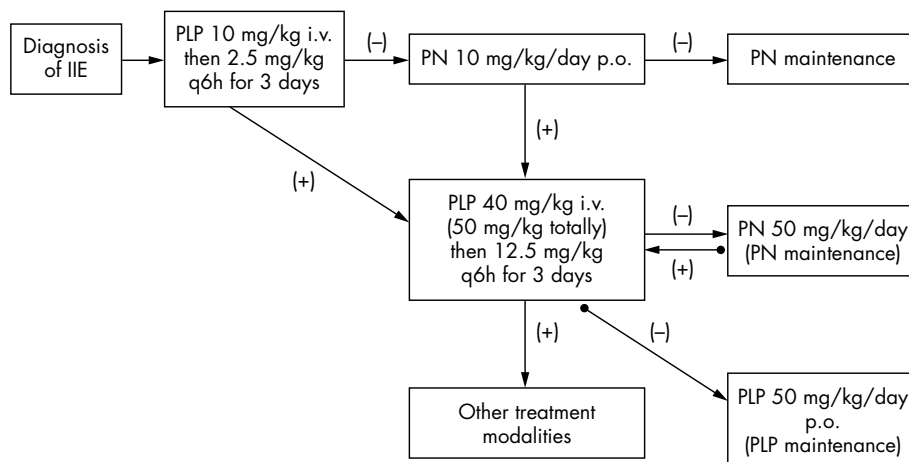 Diagnosis
of IIE
PLP 10 mg/kg i.v.
then 2.5 mg/kg
q6h for 3 days
(–)
PN 10 mg/kg/day p.o.
(–)
PN maintenance
(+)
(+)
PLP 40 mg/kg i.v.
(50 mg/kg totally)
then 12.5 mg/kg
q6h for 3 days
(–)
(+)
PN 50 mg/kg/day
(PN maintenance)
(+)
(–)
Other treatment
modalities
PLP 50 mg/kg/day
p.o.
(PLP maintenance)